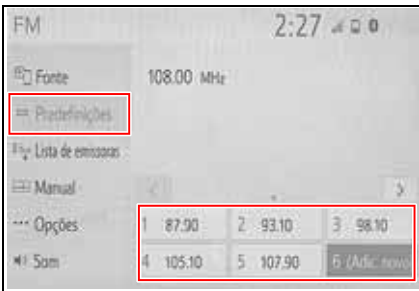 FM 2:27
Fonte 108.00 MHz
Predefinições
Lista de emissoras
Manual
Opções
Som
1 87.90 2 93.10 3 98.10
4 105.10 5 107.90 6 (Adic. novo